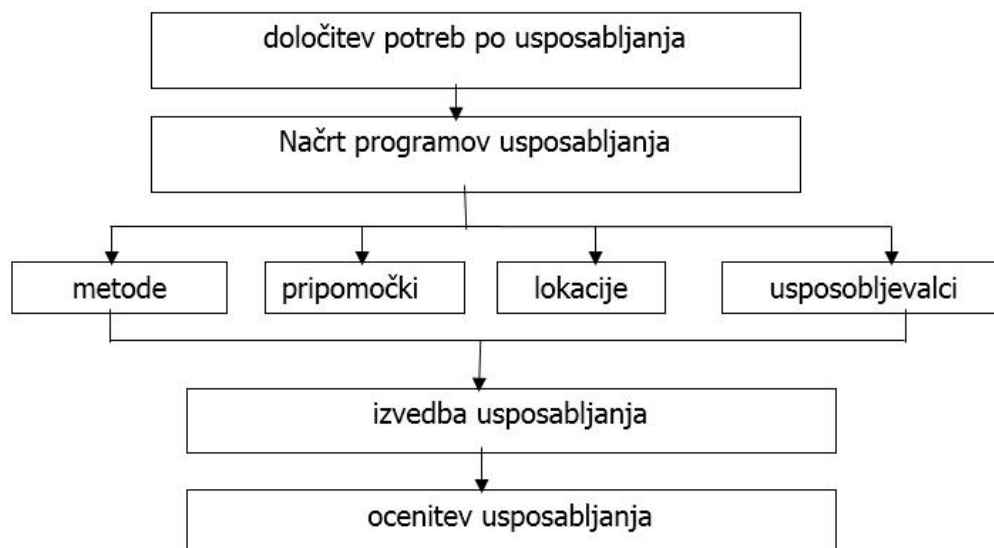 določitev potreb po usposabljanja
Načrt programov usposabljanja
metode
pripomočki
lokacije
usposobljevalci
izvedba usposabljanja
ocenitev usposabljanja